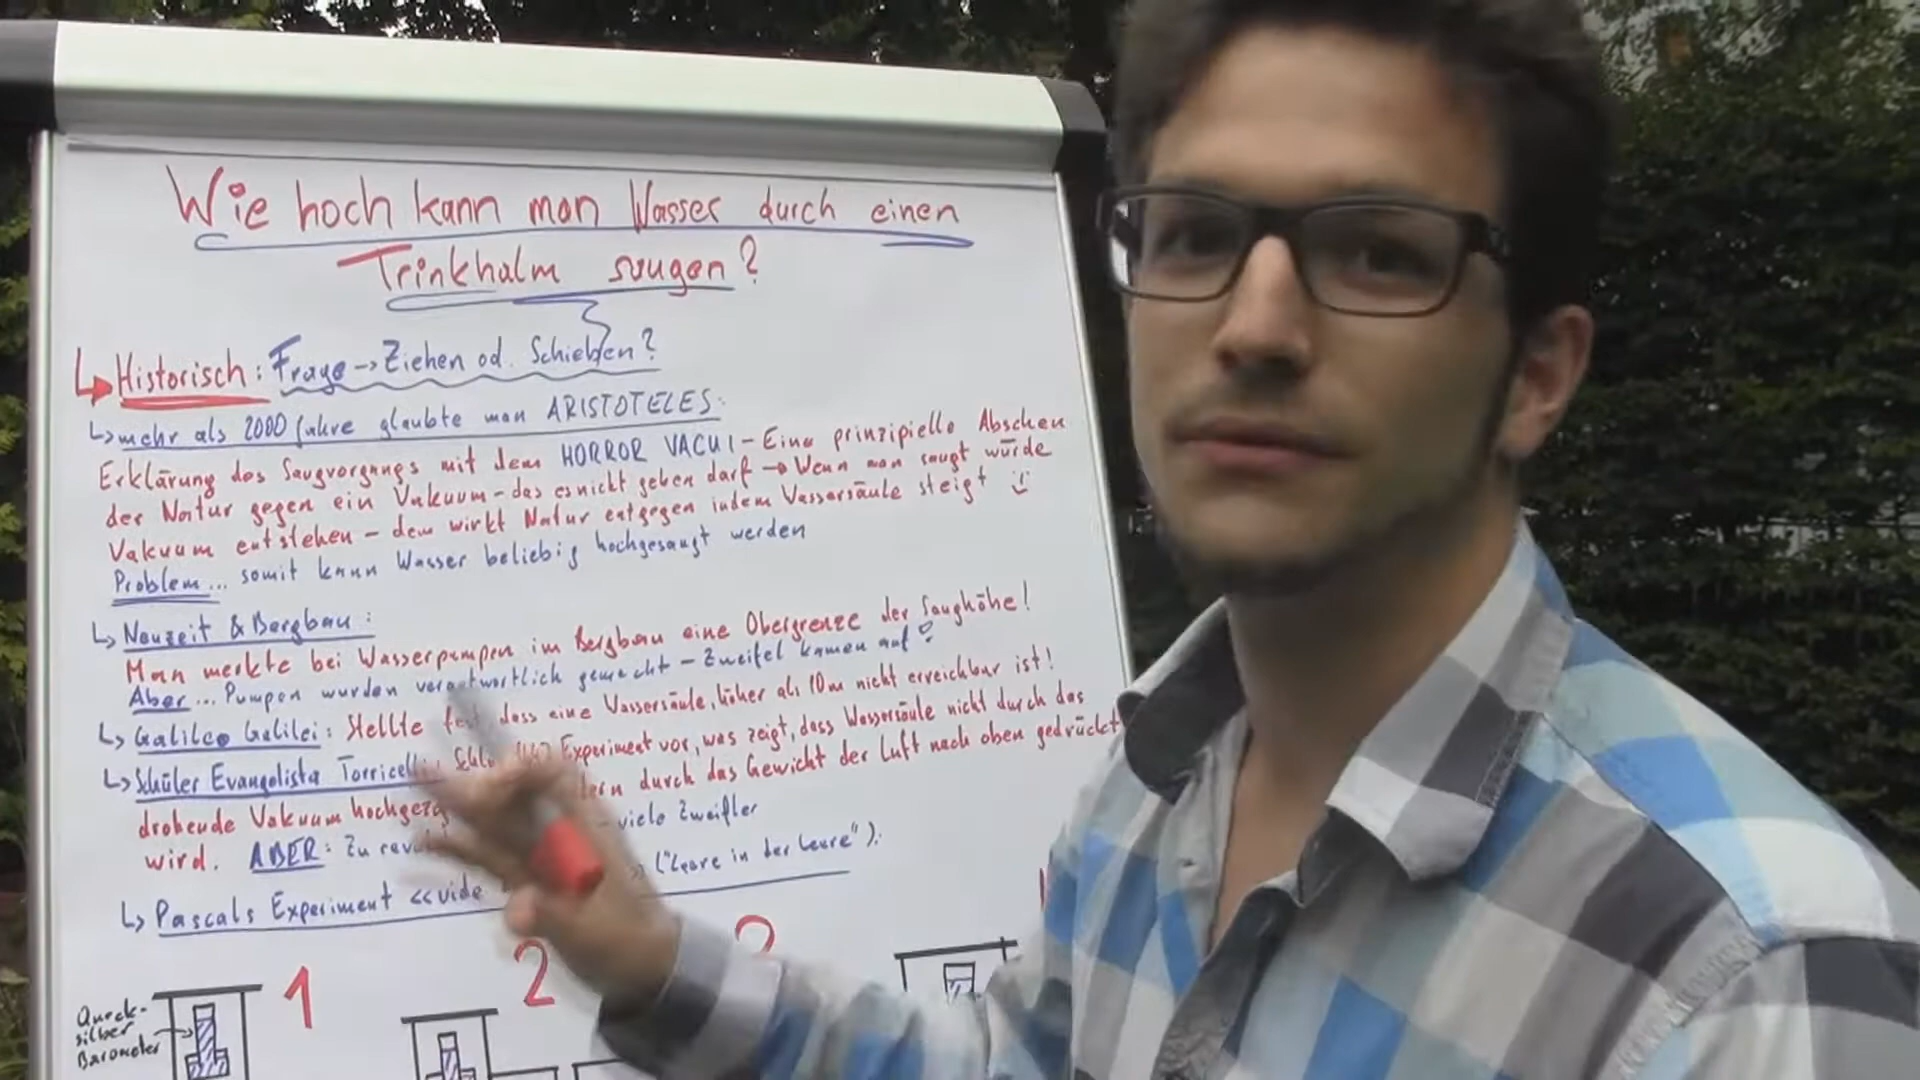 Wie hoch kann man Wasser durch einen
Trinkhalm saugen?
Historisch: Frage → Ziehen od. Schieben?
↳ mehr als 2000 Jahre glaubte man ARISTOTELES:
Erklärung des Saugvorgangs mit dem HORROR VACUI - Eine prinzipielle Abscheu
der Natur gegen ein Vakuum - das es nicht geben darf → Wenn man saugt würde
Vakuum entstehen - dem wirkt Natur entgegen indem Wassersäule steigt
Problem... somit kann Wasser beliebig hochgesaugt werden
↳ Neuzeit & Bergbau:
Man merkte bei Wasserpumpen im Bergbau eine Obergrenze der Saughöhe!
Aber... Pumpen wurden verantwortlich gemacht - Zweifel kamen auf
↳ Galileo Galilei: Stellte fest dass eine Wassersäule, höher als 10m nicht erreichbar ist!
↳ Schüler Evangelista Torricelli: Experiment vor, was zeigt, dass Wassersäule nicht durch das
drohende Vakuum durch das Gewicht der Luft nach oben gedrückt
wird. ABER: Zu viele Zweifler
↳ Pascals Experiment «vide » ("Leere in der Leere"):
1
2
3
Queck-
silber
Barometer